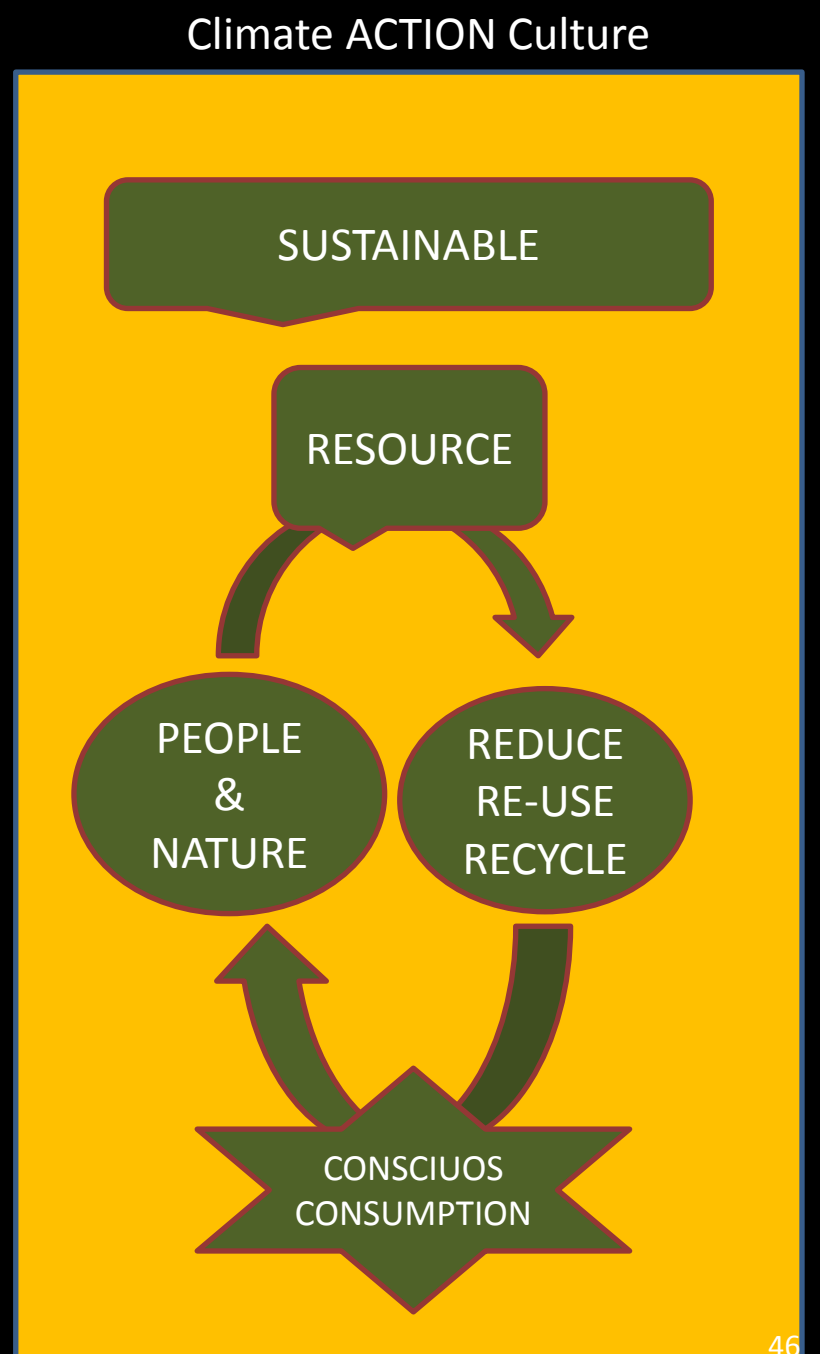 Climate ACTION Culture
SUSTAINABLE
RESOURCE
PEOPLE
&
NATURE
REDUCE
RE-USE
RECYCLE
CONSCIUOS
CONSUMPTION
46